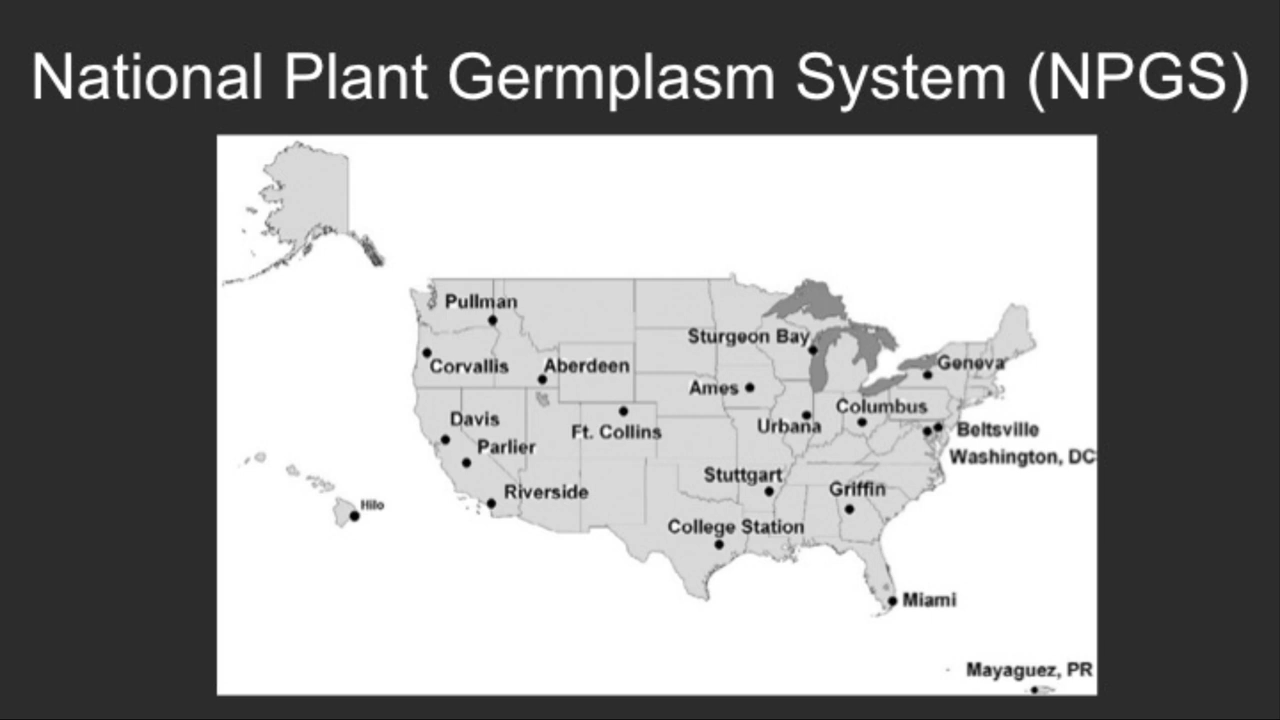 National Plant Germplasm System (NPGS)
Pullman
Sturgeon Bay
Corvallis
Aberdeen
Geneva
Ames
Columbus
Davis
Ft. Collins
Urbana
Beltsville
Parlier
Washington, DC
Stuttgart
Riverside
Griffin
Hilo
College Station
Miami
Mayaguez, PR